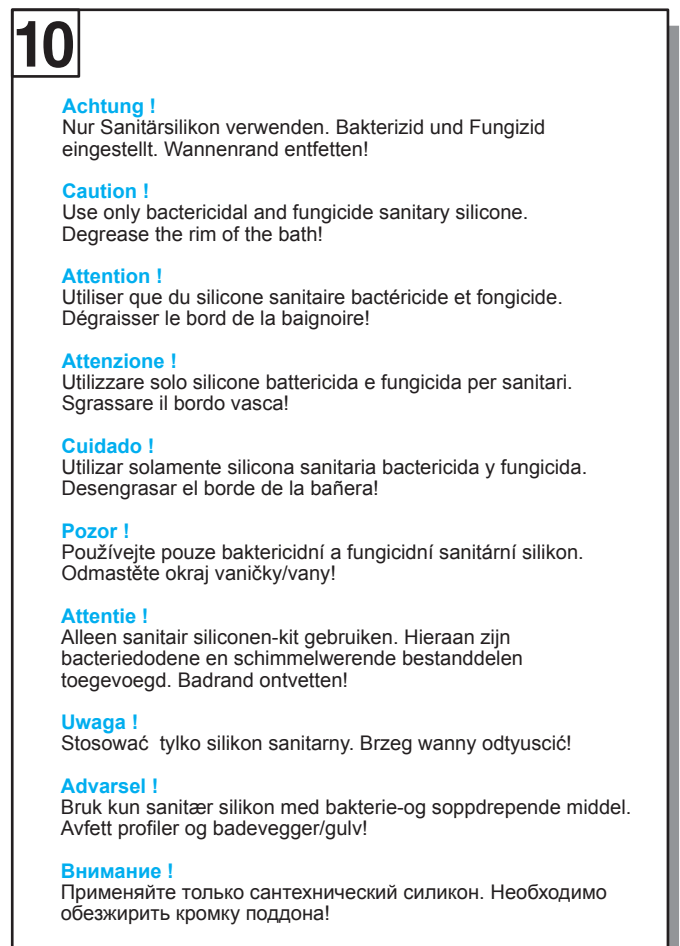 10
Achtung !
Nur Sanitärsilikon verwenden. Bakterizid und Fungizid
eingestellt. Wannenrand entfetten!
Caution !
Use only bactericidal and fungicide sanitary silicone.
Degrease the rim of the bath!
Attention !
Utiliser que du silicone sanitaire bactéricide et fongicide.
Dégraisser le bord de la baignoire!
Attenzione !
Utilizzare solo silicone battericida e fungicida per sanitari.
Sgrassare il bordo vasca!
Cuidado !
Utilizar solamente silicona sanitaria bactericida y fungicida.
Desengrasar el borde de la bañera!
Pozor !
Používejte pouze baktericidní a fungicidní sanitární silikon.
Odmastěte okraj vaničky/vany!
Attentie !
Alleen sanitair siliconen-kit gebruiken. Hieraan zijn
bacteriedodene en schimmelwerende bestanddelen
toegevoegd. Badrand ontvetten!
Uwaga !
Stosować  tylko silikon sanitarny. Brzeg wanny odtyuscić!
Advarsel !
Bruk kun sanitær silikon med bakterie-og soppdrepende middel.
Avfett profiler og badevegger/gulv!
Внимание !
Применяйте только сантехнический силикон. Необходимо
обезжирить кромку поддона!